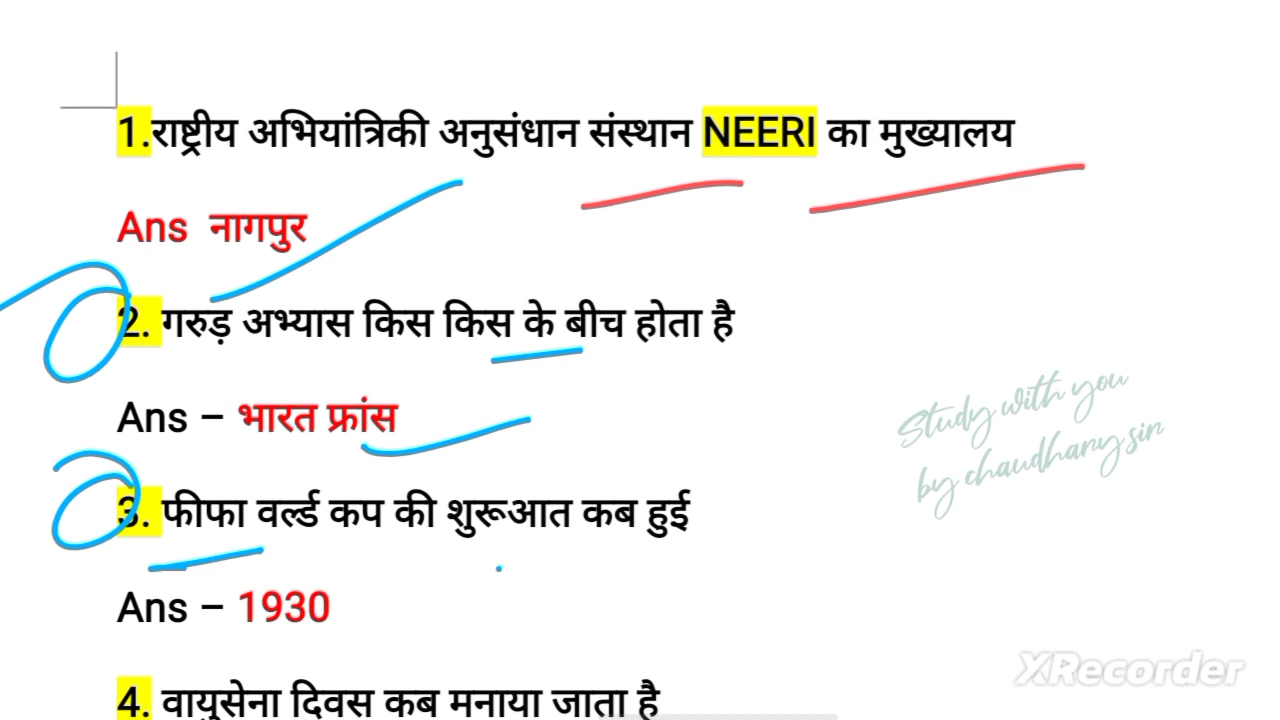 1.राष्ट्रीय अभियांत्रिकी अनुसंधान संस्थान NEERI का मुख्यालय
Ans नागपुर
2. गरुड़ अभ्यास किस किस के बीच होता है
Ans – भारत फ्रांस
3. फीफा वर्ल्ड कप की शुरूआत कब हुई
Ans – 1930
4. वायुसेना दिवस कब मनाया जाता है
Study with you
by chaudhary sin
XRecorder